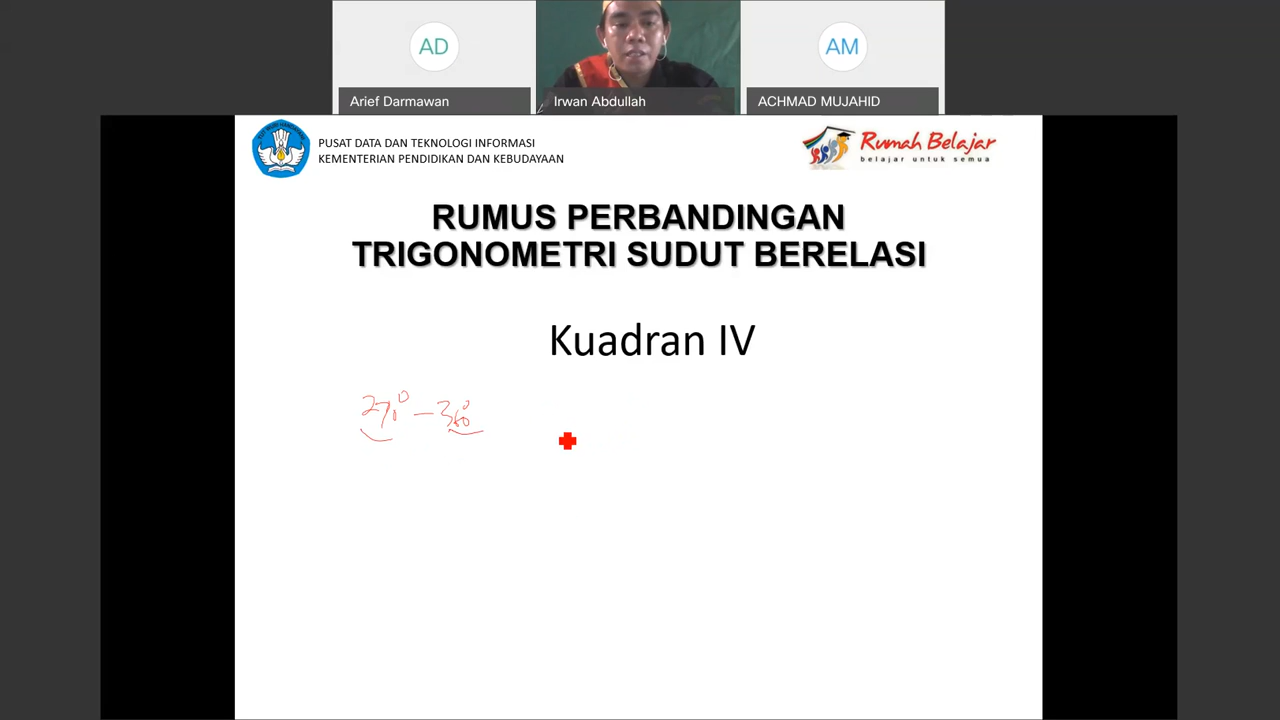 AD
AM
Arief Darmawan
Irwan Abdullah
ACHMAD MUJAHID
PUSAT DATA DAN TEKNOLOGI INFORMASI
KEMENTERIAN PENDIDIKAN DAN KEBUDAYAAN
Rumah Belajar
belajar untuk semua
RUMUS PERBANDINGAN
TRIGONOMETRI SUDUT BERELASI
Kuadran IV
270° – 360°